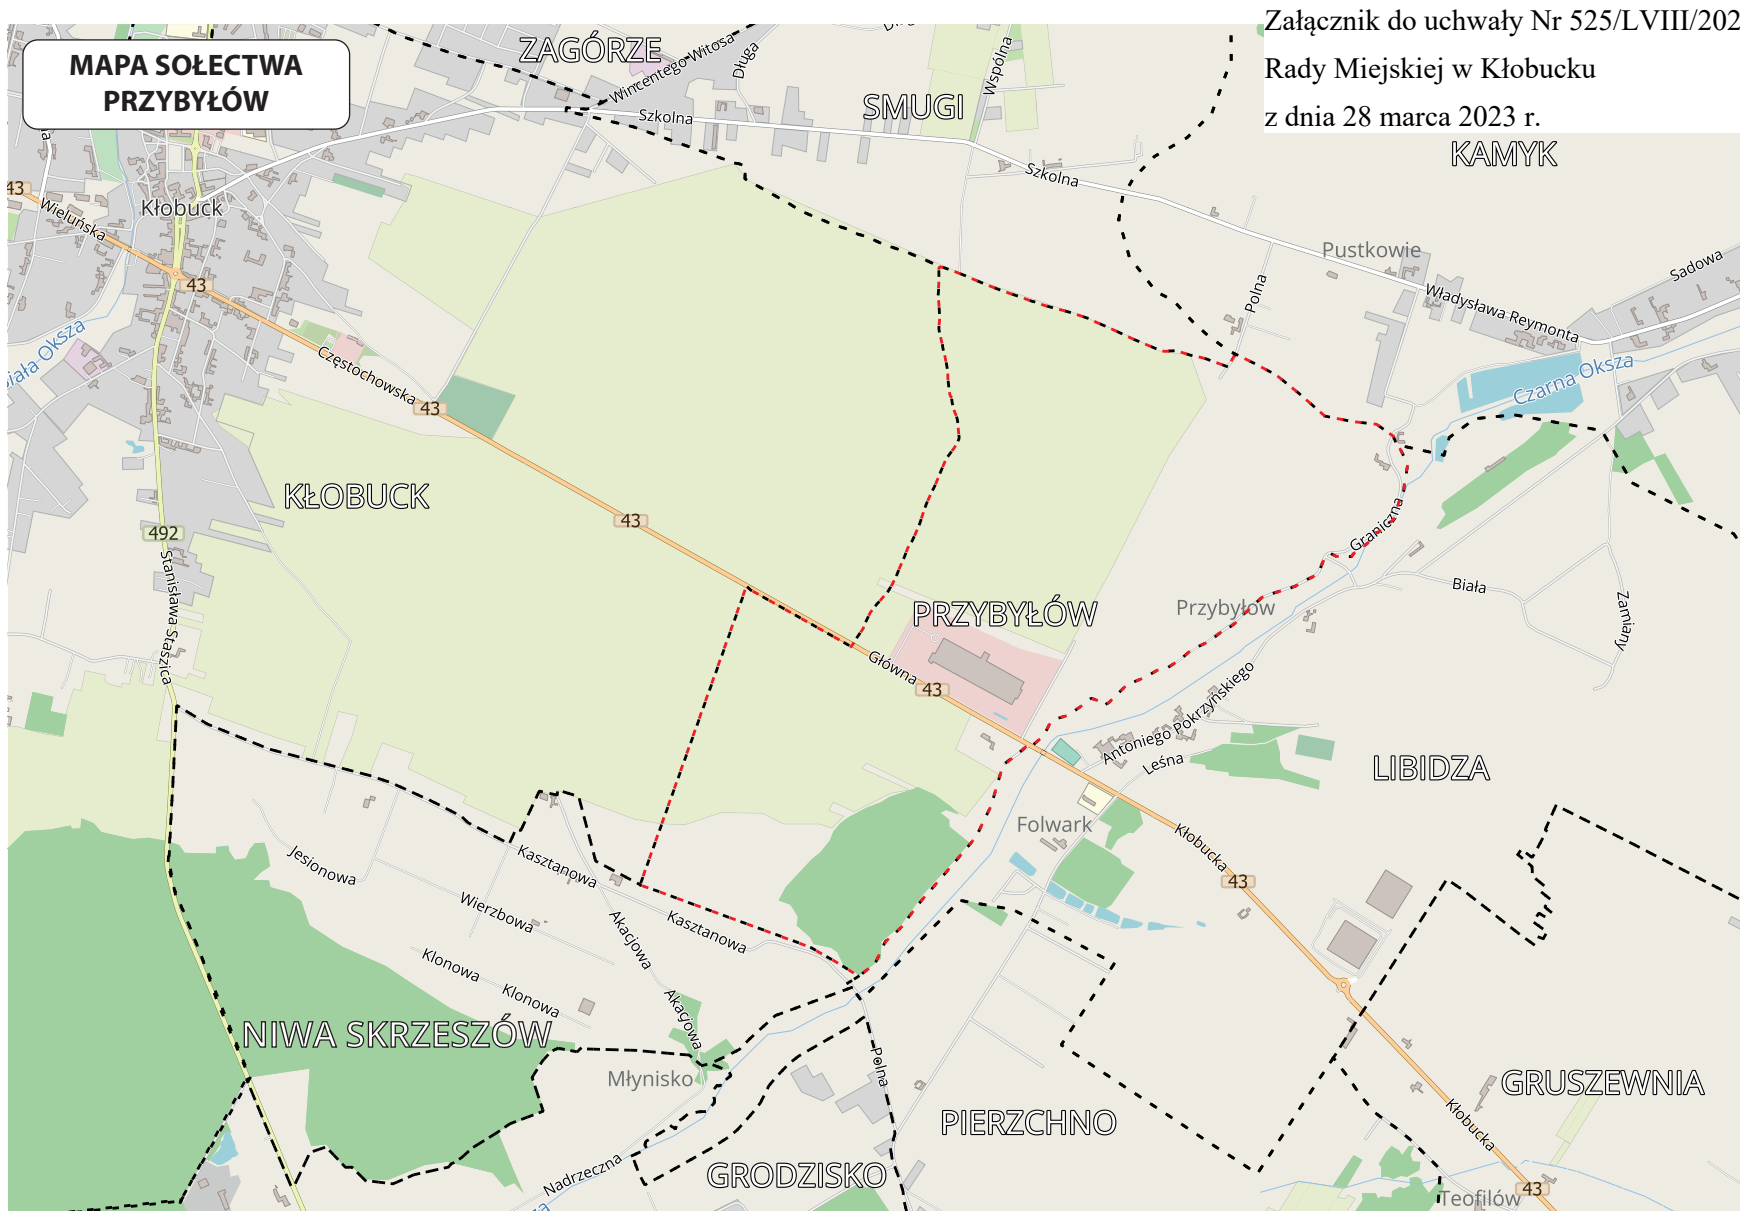 Załącznik do uchwały Nr 525/LVIII/202
Rady Miejskiej w Kłobucku
z dnia 28 marca 2023 r.
MAPA SOŁECTWA
PRZYBYŁÓW
ZAGÓRZE
Wincentego Witosa
Długa
Szkolna
SMUGI
Wspólna
KAMYK
Szkolna
43
Wieluńska
Kłobuck
43
Pustkowie
Polna
Sadowa
Władysława Reymonta
Biała Oksza
Częstochowska
43
Czarna Oksza
KŁOBUCK
43
492
Graniczna
Stanisława Staszica
Biała
Zamiany
PRZYBYŁÓW
Przybyłów
Główna
43
Antoniego Pokrzyńskiego
Leśna
LIBIDZA
Folwark
Kłobucka
43
Jesionowa
Kasztanowa
Wierzbowa
Akacjowa
Kasztanowa
Klonowa
Klonowa
Akacjowa
NIWA SKRZESZÓW
Młynisko
Polna
GRUSZEWNIA
PIERZCHNO
Kłobucka
GRODZISKO
Nadrzeczna
43
Teofilów